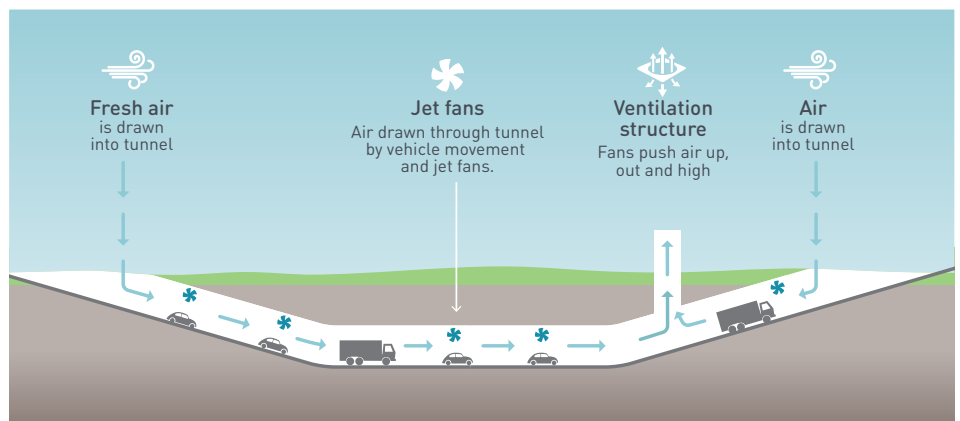 Fresh air
is drawn
into tunnel
Jet fans
Air drawn through tunnel
by vehicle movement
and jet fans.
Ventilation
structure
Fans push air up,
out and high
Air
is drawn
into tunnel